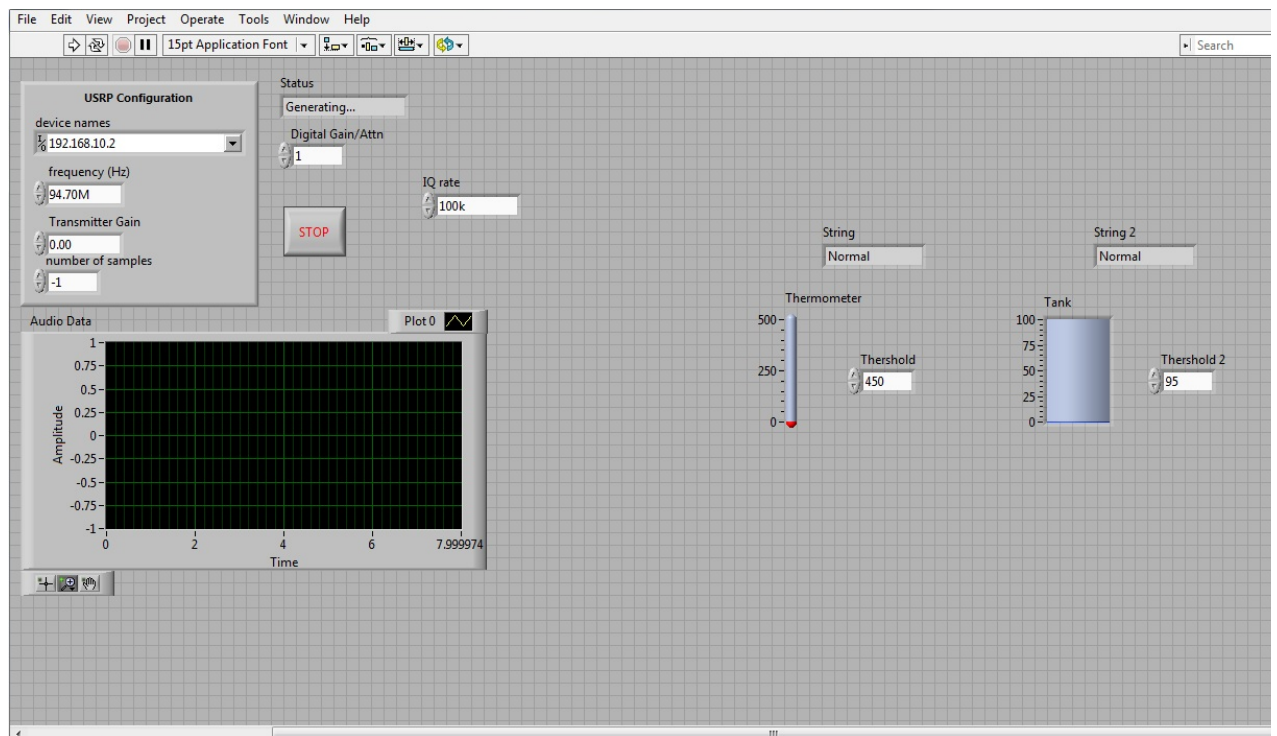 File Edit View Project Operate Tools Window Help
15pt Application Font
Search
USRP Configuration
device names
192.168.10.2
frequency (Hz)
94.70M
Transmitter Gain
0.00
number of samples
-1
Status
Generating...
Digital Gain/Attn
1
IQ rate
100k
STOP
String
Normal
String 2
Normal
Thermometer
500
250
0
Thershold
450
Tank
100
75
50
25
0
Thershold 2
95
Audio Data
Plot 0
Amplitude
1
0.75
0.5
0.25
0
-0.25
-0.5
-0.75
-1
0 2 4 6 7.999974
Time